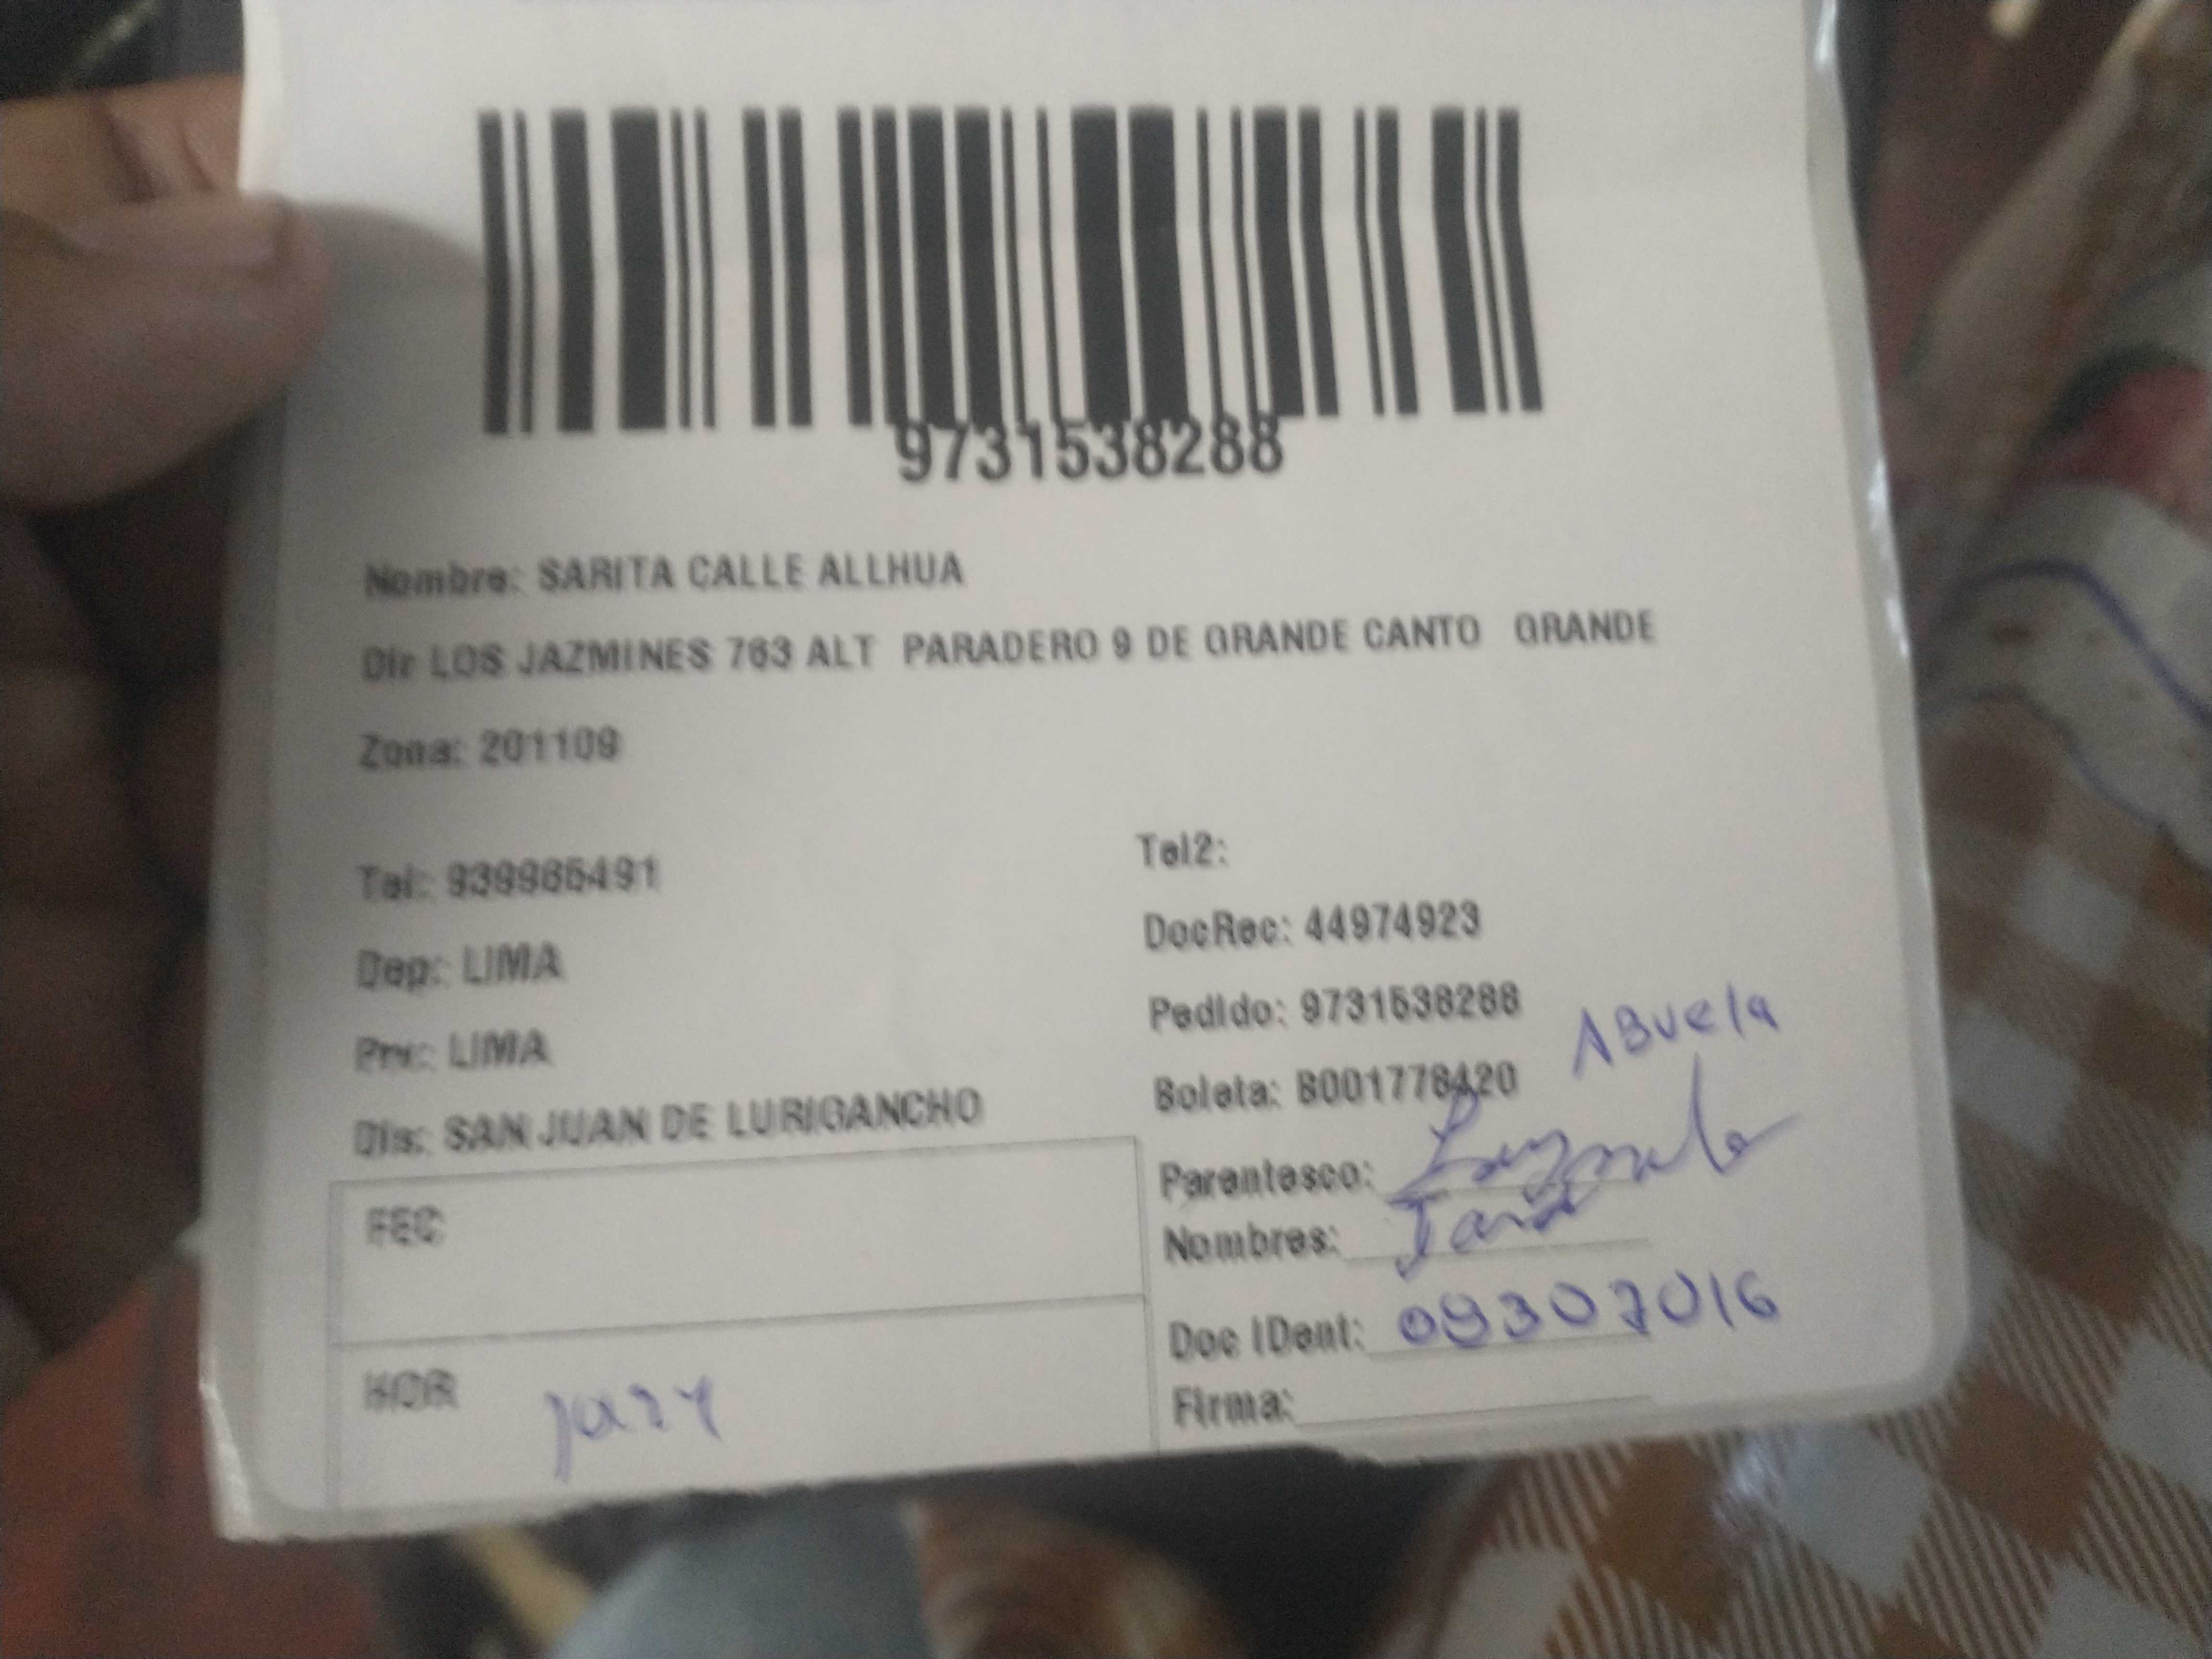 9731538288
Nombre: SARITA CALLE ALLHUA
Dir LOS JAZMINES 763 ALT PARADERO 9 DE GRANDE CANTO GRANDE
Zona: 201109
Tel: 939985491
Tel2:
DocRec: 44974923
Dep: LIMA
Pedido: 9731538288
ABuela
Prv: LIMA
Boleta: B001778420
Dis: SAN JUAN DE LURIGANCHO
Parentesco:
FEC
Nombres:
Doc IDent: 09307016
HOR
Firma: